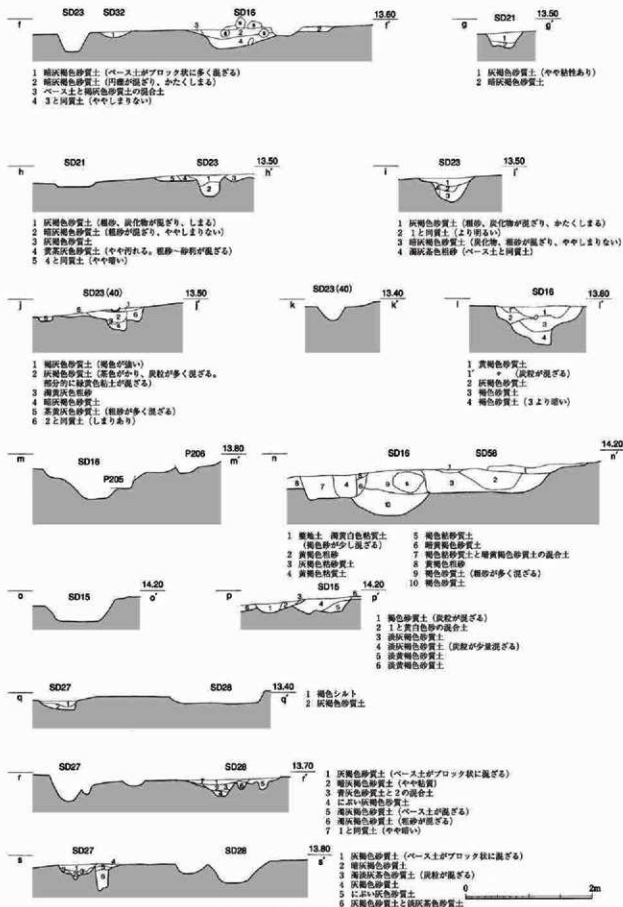 SD23 SD32 SD16 13.60
f f'
1 暗灰褐色砂質土（ベース土がブロック状に多く混ざる）
2 暗灰褐色砂質土（円礫が混ざり、かたくしまる）
3 ベース土と褐灰色砂質土の混合土
4 3と同質土（ややしまりない）
SD21 13.50
g g'
1 灰褐色砂質土（やや粘性あり）
2 暗灰褐色砂質土
SD21 SD23 13.50
h h'
1 灰褐色砂質土（粗砂、炭化物が混ざり、しまる）
2 暗灰褐色砂質土（粗砂が混ざり、ややしまりない）
3 灰褐色砂質土
4 黄茶灰色砂質土（やや汚れる。粗砂～砂利が混ざる）
5 4と同質土（やや暗い）
SD23 13.50
i i'
1 灰褐色砂質土（粗砂、炭化物が混ざり、かたくしまる）
2 1と同質土（より明るい）
3 暗灰褐色砂質土（炭化物、粗砂が混ざり、ややしまりない）
4 濁灰茶色粗砂（ベース土と同質土）
SD23(40) 13.50
j j'
1 褐灰色砂質土（褐色が強い）
2 灰褐色砂質土（茶色がかり、炭粒が多く混ざる。
部分的に緑黄色粘土が混ざる）
3 濁黄灰色粗砂
4 暗灰褐色砂質土
5 茶黄灰色砂質土（粗砂が多く混ざる）
6 2と同質土（しまりあり）
SD23(40) 13.40
k k'
SD16 13.60
l l'
1 黄褐色砂質土
1' 〃 （炭粒が混ざる）
2 灰褐色砂質土
3 褐色砂質土
4 褐色砂質土（3より暗い）
SD16 P205 P206 13.80
m m'
SD16 SD58 14.20
n n'
1 整地土 濁黄白色粘質土
（褐色砂が少し混ざる）
2 黄褐色粗砂
3 灰褐色粘砂質土
4 黄褐色粘質土
5 褐色粘砂質土
6 暗黄褐色砂質土
7 褐色粘砂質土と暗黄褐色砂質土の混合土
8 黄褐色粗砂
9 褐色砂質土（粗砂が多く混ざる）
10 褐色砂質土
SD15 14.20
o o'
SD15 14.20
p p'
1 褐色砂質土（炭粒が混ざる）
2 1と黄白色砂の混合土
3 淡灰褐色砂質土
4 淡灰褐色砂質土（炭粒が少量混ざる）
5 淡黄褐色砂質土
6 淡黄褐色砂質土
SD27 SD28 13.40
q q'
1 褐色シルト
2 灰褐色砂質土
SD27 SD28 13.70
r r'
1 灰褐色砂質土（ベース土がブロック状に混ざる）
2 暗灰褐色砂質土（やや粘質）
3 青灰色砂質土と2の混合土
4 にぶい灰褐色砂質土
5 濁灰褐色砂質土（ベース土が混ざる）
6 濁灰褐色砂質土（粗砂が混ざる）
7 1と同質土（やや暗い）
SD27 SD28 13.80
s s'
1 灰褐色砂質土（ベース土がブロック状に混ざる）
2 暗灰褐色砂質土
3 濁淡灰茶色砂質土（炭粒が混ざる）
4 灰褐色砂質土
5 にぶい灰色砂質土
6 灰褐色砂質土と淡灰茶色砂質土
0 2m